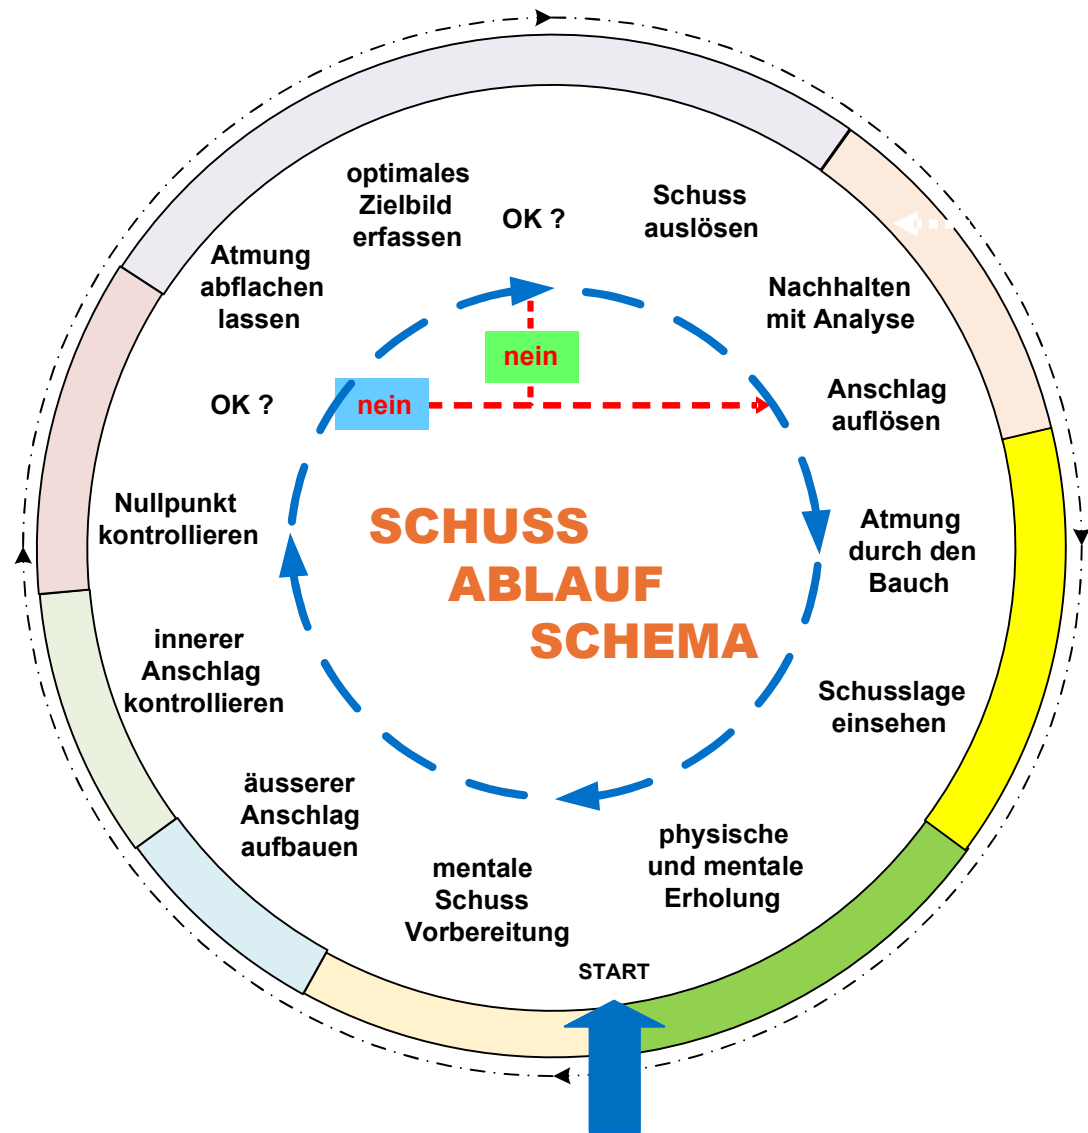 optimales
Zielbild
erfassen
OK ?
Schuss
auslösen
Atmung
abflachen
lassen
Nachhalten
mit Analyse
nein
OK ?
nein
Anschlag
auflösen
Nullpunkt
kontrollieren
SCHUSS
ABLAUF
SCHEMA
Atmung
durch den
Bauch
innerer
Anschlag
kontrollieren
Schusslage
einsehen
äusserer
Anschlag
aufbauen
mentale
Schuss
Vorbereitung
physische
und mentale
Erholung
START